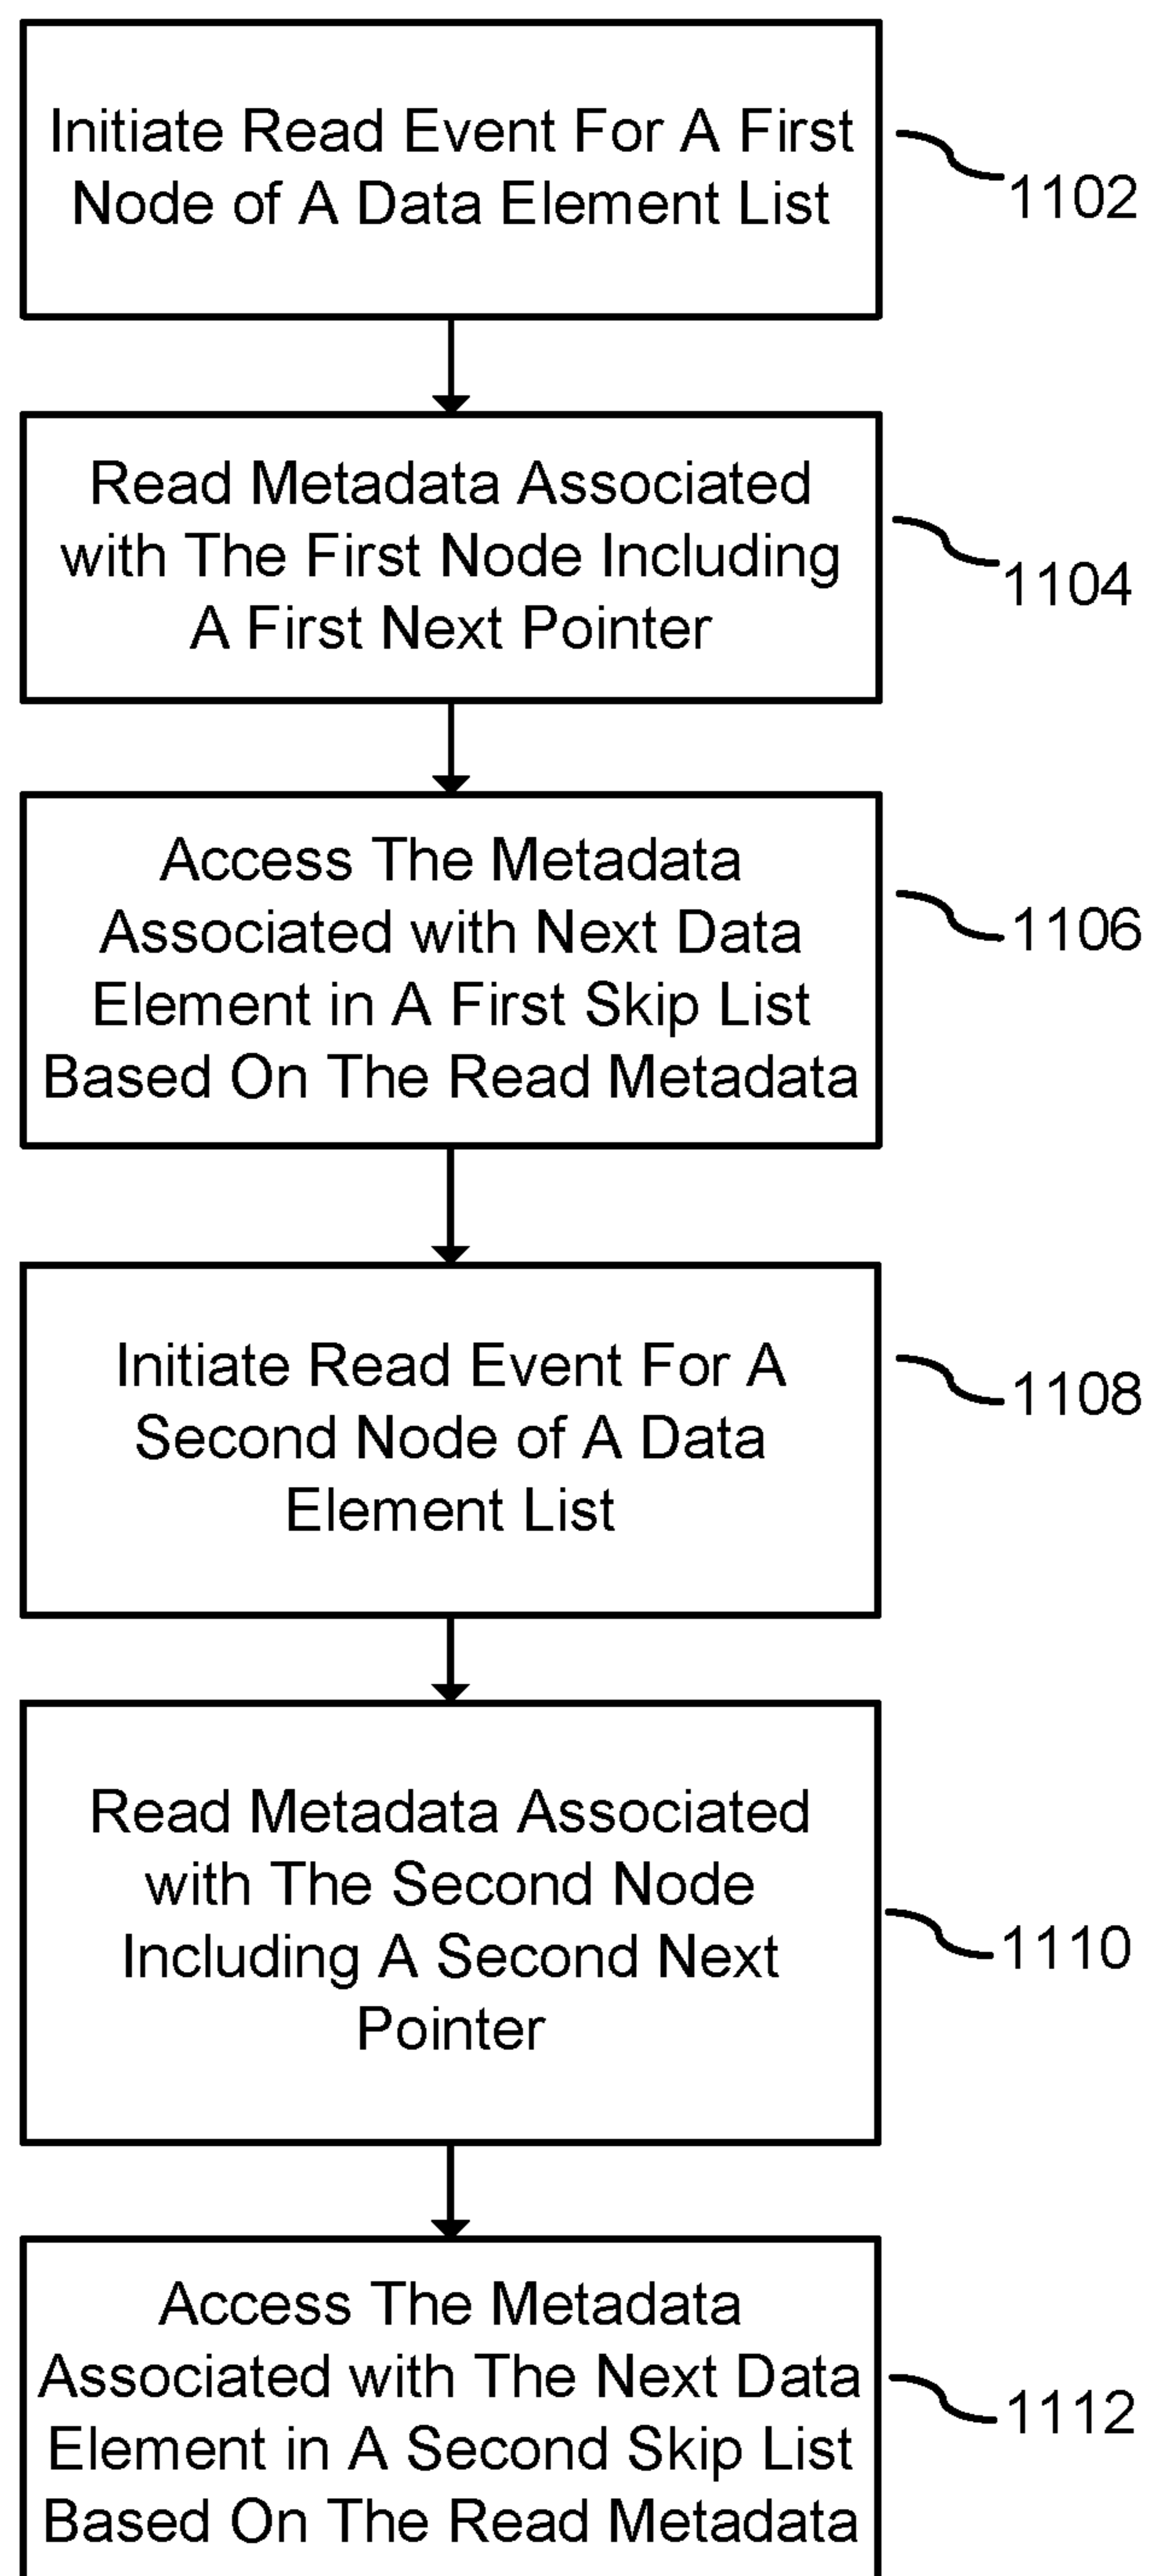 Initiate Read Event For A First
Node of A Data Element List
1102
Read Metadata Associated
with The First Node Including
A First Next Pointer
1104
Access The Metadata
Associated with Next Data
Element in A First Skip List
Based On The Read Metadata
1106
Initiate Read Event For A
Second Node of A Data
Element List
1108
Read Metadata Associated
with The Second Node
Including A Second Next
Pointer
1110
Access The Metadata
Associated with The Next Data
Element in A Second Skip List
Based On The Read Metadata
1112